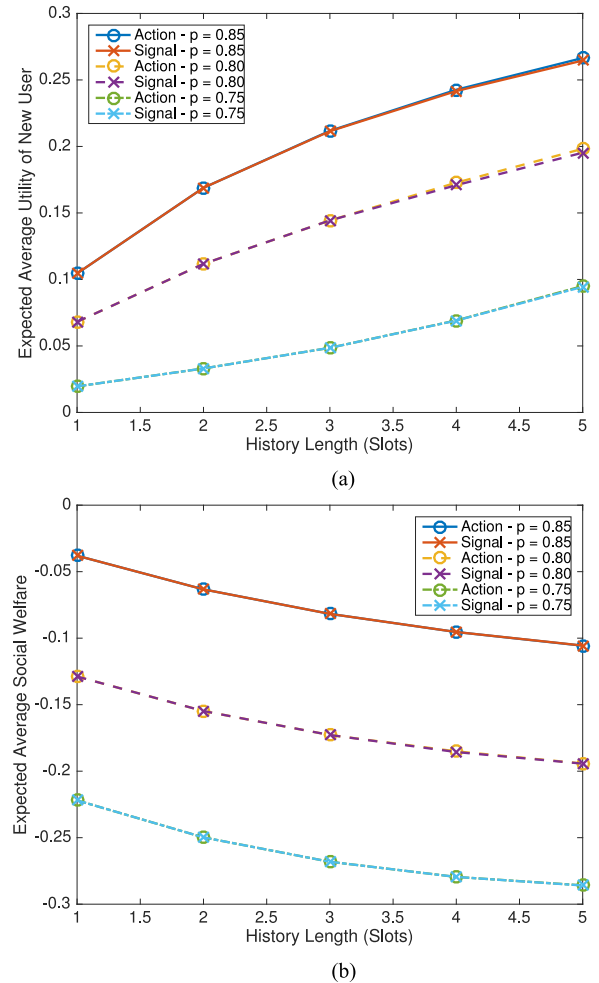 0.3
0.25
0.2
0.15
0.1
0.05
0
Expected Average Utility of New User
Action - p = 0.85
Signal - p = 0.85
Action - p = 0.80
Signal - p = 0.80
Action - p = 0.75
Signal - p = 0.75
1 1.5 2 2.5 3 3.5 4 4.5 5
History Length (Slots)
(a)
0
-0.05
-0.1
-0.15
-0.2
-0.25
-0.3
Expected Average Social Welfare
Action - p = 0.85
Signal - p = 0.85
Action - p = 0.80
Signal - p = 0.80
Action - p = 0.75
Signal - p = 0.75
1 1.5 2 2.5 3 3.5 4 4.5 5
History Length (Slots)
(b)